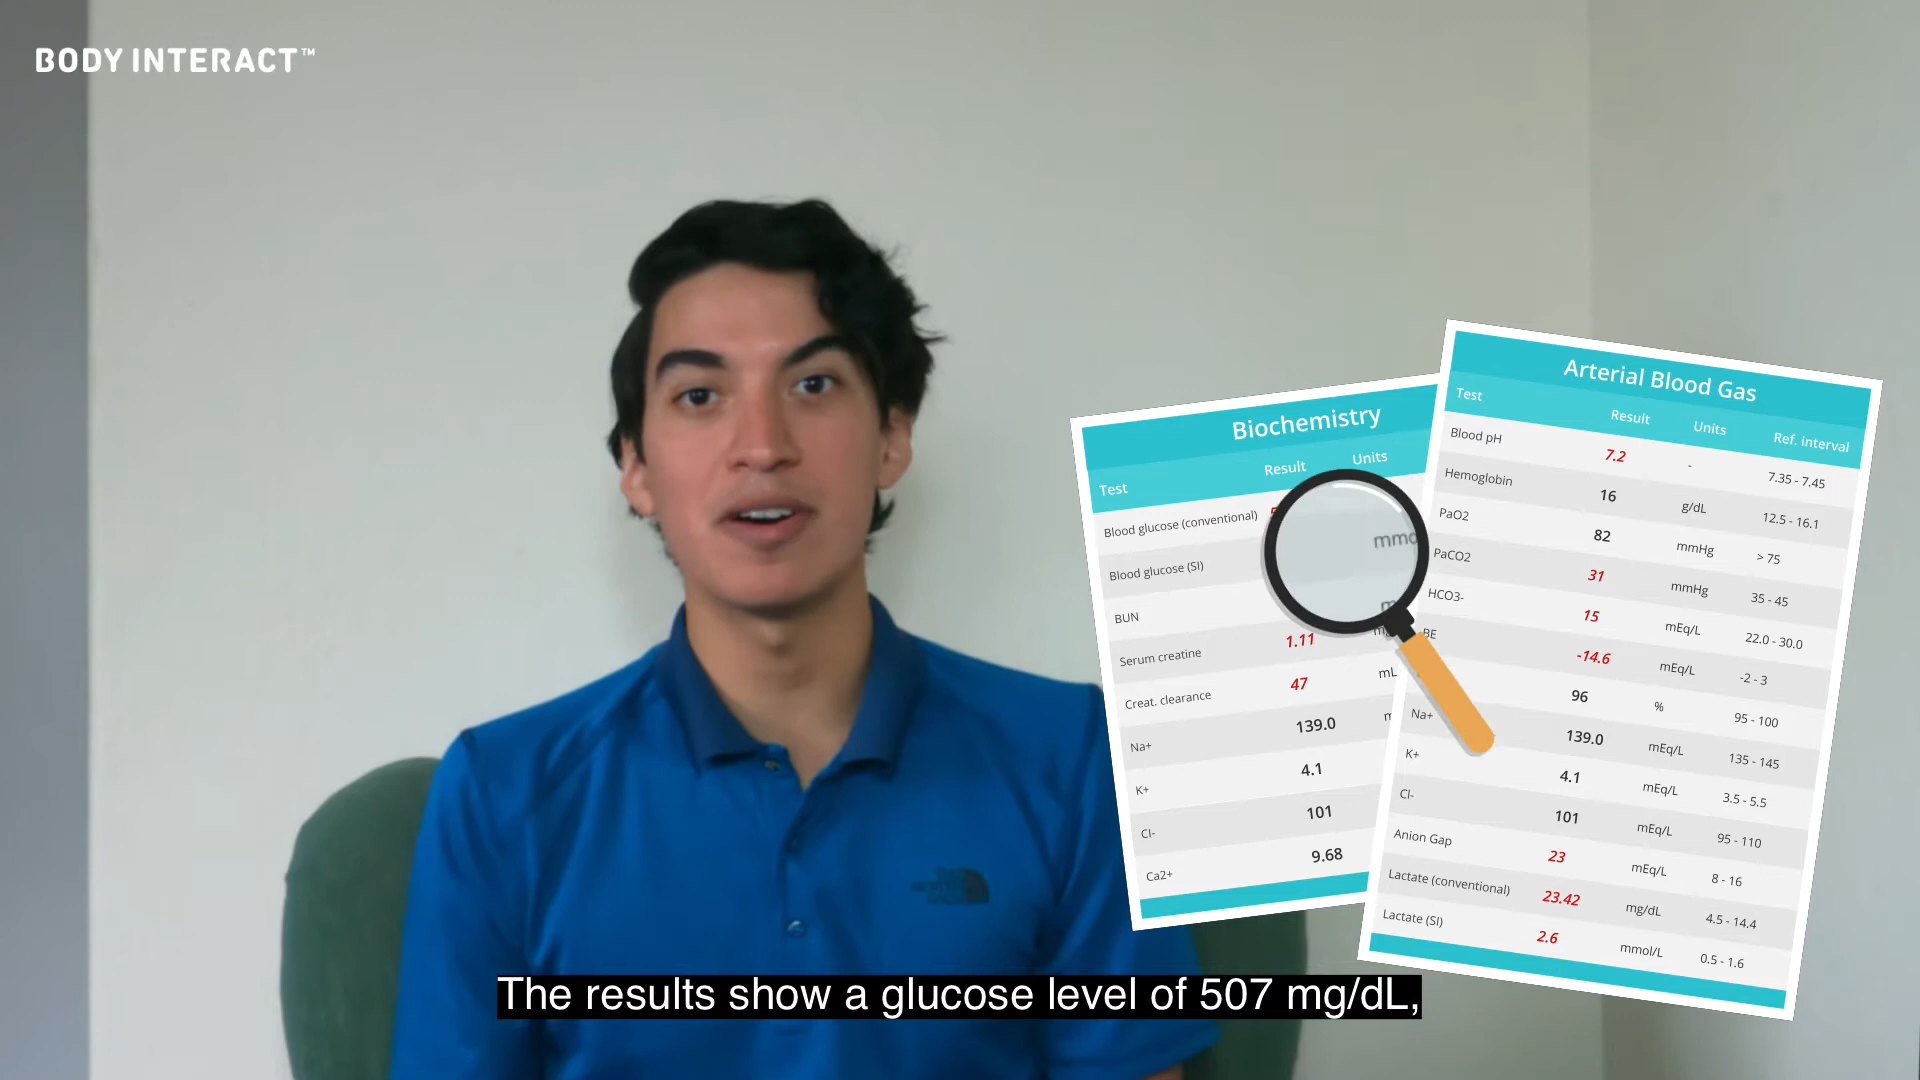 BODY INTERACT™
Biochemistry
Test Result Units
Blood glucose (conventional)
Blood glucose (SI)
BUN
Serum creatine 1.11
Creat. clearance 47 mL
Na+ 139.0
K+ 4.1
Cl- 101
Ca2+ 9.68
Arterial Blood Gas
Test Result Units Ref. interval
Blood pH 7.2 - 7.35 - 7.45
Hemoglobin 16 g/dL 12.5 - 16.1
PaO2 82 mmHg > 75
PaCO2 31 mmHg 35 - 45
HCO3- 15 mEq/L 22.0 - 30.0
BE -14.6 mEq/L -2 - 3
96 % 95 - 100
Na+ 139.0 mEq/L 135 - 145
K+ 4.1 mEq/L 3.5 - 5.5
Cl- 101 mEq/L 95 - 110
Anion Gap 23 mEq/L 8 - 16
Lactate (conventional) 23.42 mg/dL 4.5 - 14.4
Lactate (SI) 2.6 mmol/L 0.5 - 1.6
The results show a glucose level of 507 mg/dL,